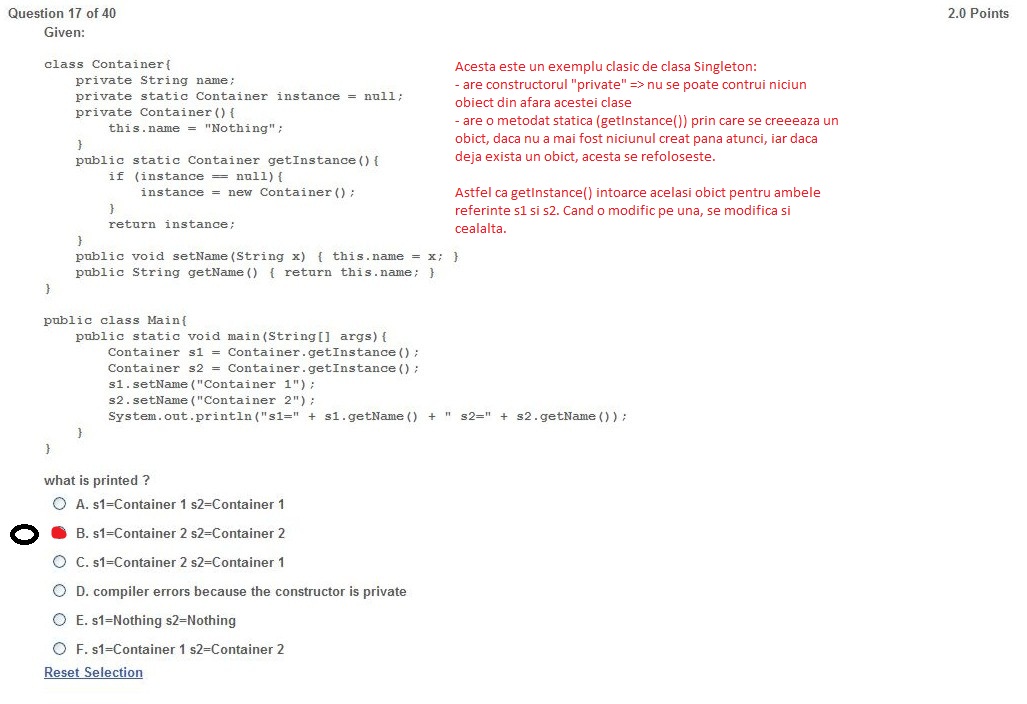 Question 17 of 40
2.0 Points
Given:
class Container{
    private String name;
    private static Container instance = null;
    private Container(){
        this.name = "Nothing";
    }
    public static Container getInstance(){
        if (instance == null){
            instance = new Container();
        }
        return instance;
    }
    public void setName(String x) { this.name = x; }
    public String getName() { return this.name; }
}
Acesta este un exemplu clasic de clasa Singleton:
- are constructorul "private" => nu se poate contrui niciun
obiect din afara acestei clase
- are o metodat statica (getInstance()) prin care se creeeaza un
obict, daca nu a mai fost niciunul creat pana atunci, iar daca
deja exista un obict, acesta se refoloseste.
Astfel ca getInstance() intoarce acelasi obict pentru ambele
referinte s1 si s2. Cand o modific pe una, se modifica si
cealalta.
public class Main{
    public static void main(String[] args){
        Container s1 = Container.getInstance();
        Container s2 = Container.getInstance();
        s1.setName("Container 1");
        s2.setName("Container 2");
        System.out.println("s1=" + s1.getName() + " s2=" + s2.getName());
    }
}
what is printed ?
A. s1=Container 1 s2=Container 1
B. s1=Container 2 s2=Container 2
C. s1=Container 2 s2=Container 1
D. compiler errors because the constructor is private
E. s1=Nothing s2=Nothing
F. s1=Container 1 s2=Container 2
Reset Selection